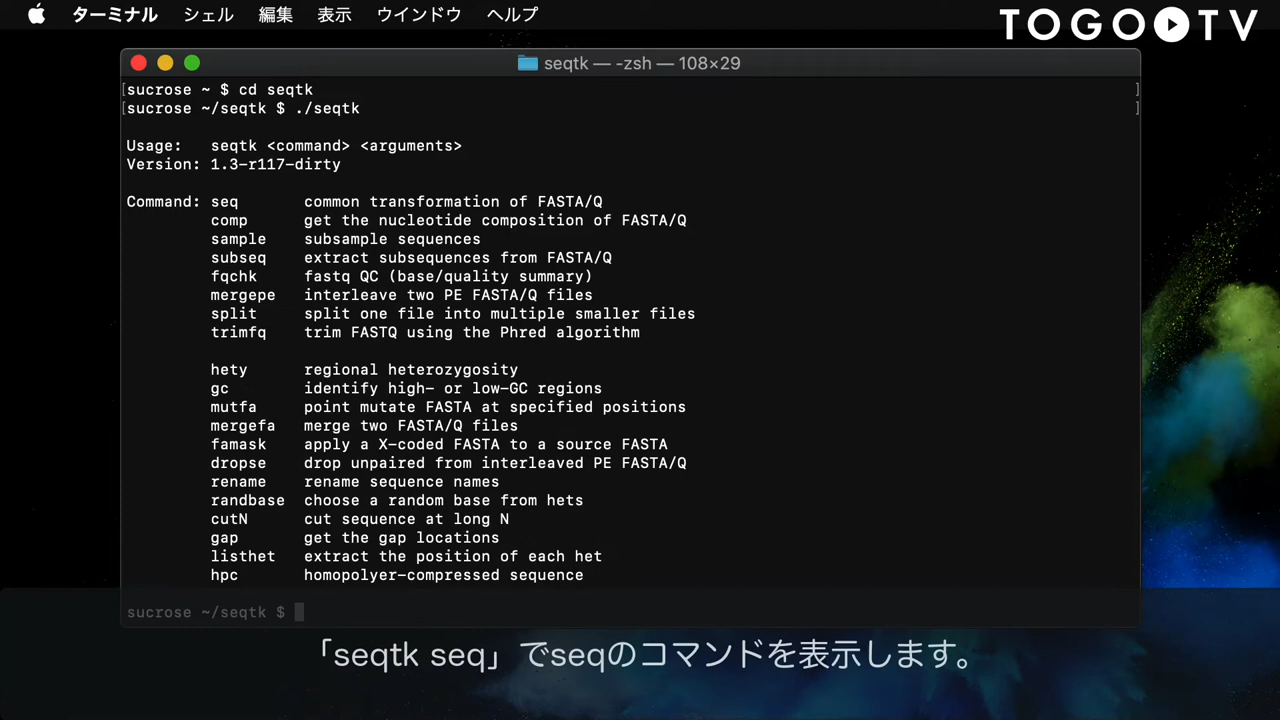 ターミナル シェル 編集 表示 ウインドウ ヘルプ
TOGO TV
seqtk — -zsh — 108×29
[sucrose ~ $ cd seqtk ]
[sucrose ~/seqtk $ ./seqtk ]
Usage: seqtk <command> <arguments>
Version: 1.3-r117-dirty
Command: seq common transformation of FASTA/Q
comp get the nucleotide composition of FASTA/Q
sample subsample sequences
subseq extract subsequences from FASTA/Q
fqchk fastq QC (base/quality summary)
mergepe interleave two PE FASTA/Q files
split split one file into multiple smaller files
trimfq trim FASTQ using the Phred algorithm
hety regional heterozygosity
gc identify high- or low-GC regions
mutfa point mutate FASTA at specified positions
mergefa merge two FASTA/Q files
famask apply a X-coded FASTA to a source FASTA
dropse drop unpaired from interleaved PE FASTA/Q
rename rename sequence names
randbase choose a random base from hets
cutN cut sequence at long N
gap get the gap locations
listhet extract the position of each het
hpc homopolyer-compressed sequence
sucrose ~/seqtk $
「seqtk seq」でseqのコマンドを表示します。